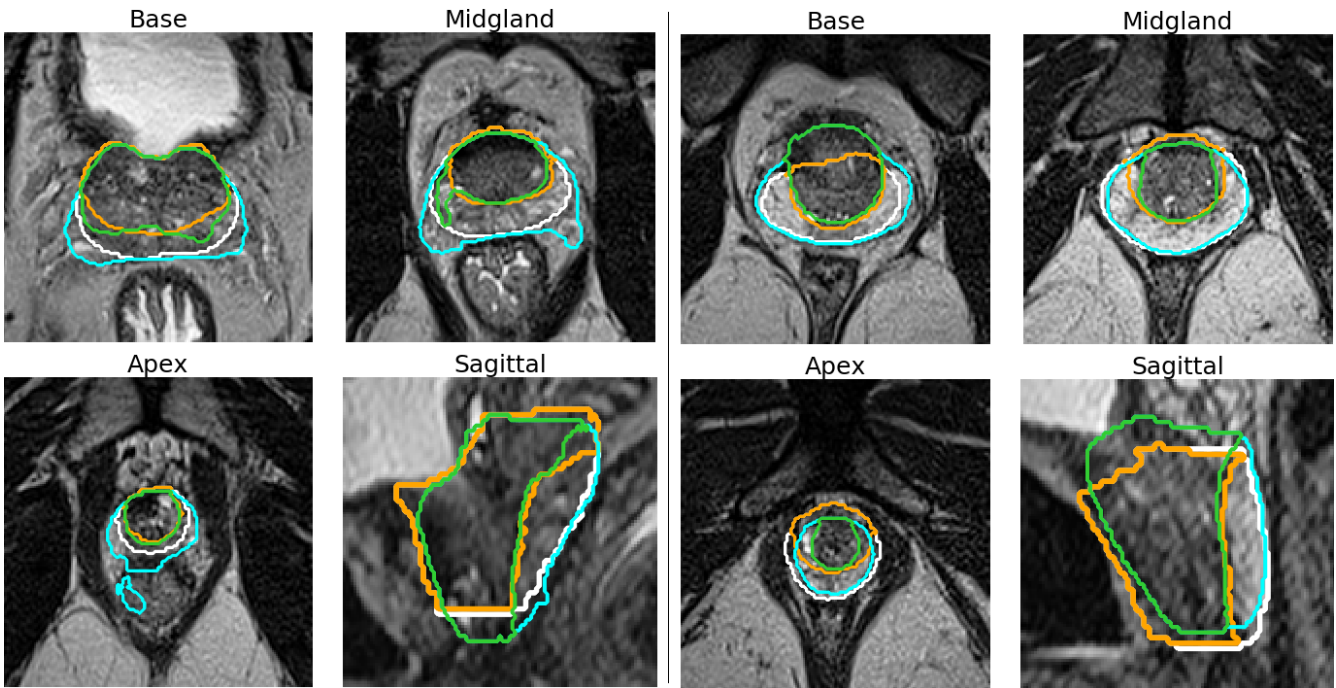 Base
Midgland
Base
Midgland
Apex
Sagittal
Apex
Sagittal